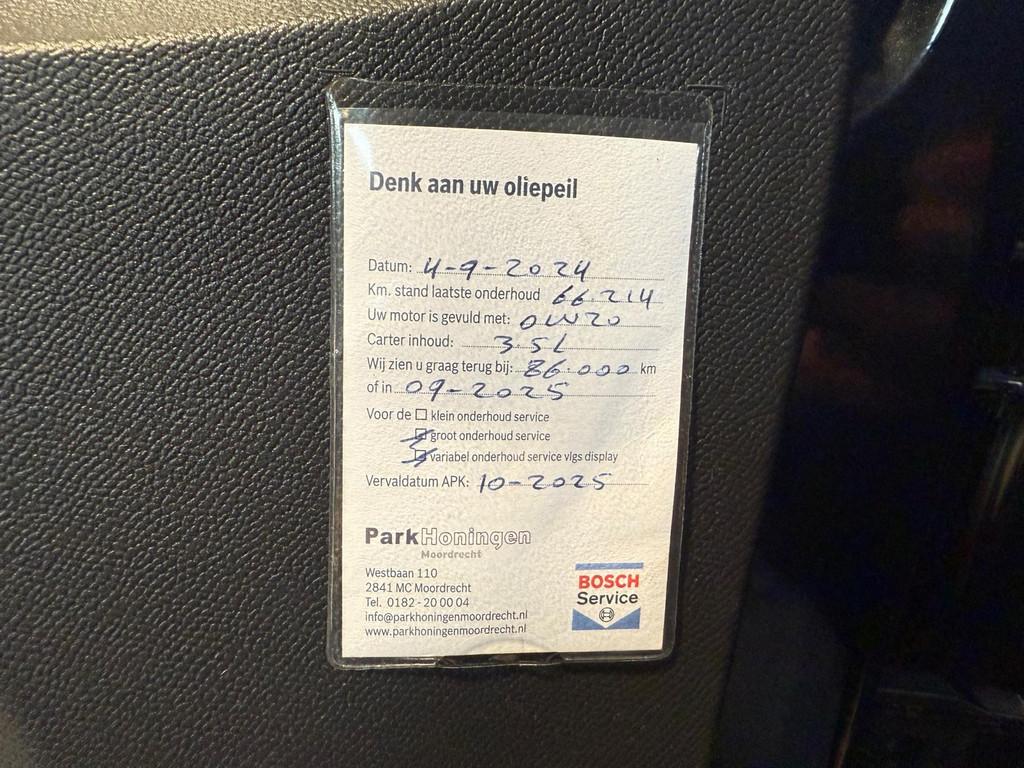 Denk aan uw oliepeil
Datum: 4-9-2024
Km. stand laatste onderhoud 66.214
Uw motor is gevuld met: 0W20
Carter inhoud: 3.5L
Wij zien u graag terug bij: 86.000 km
of in 09-2025
Voor de ☐ klein onderhoud service
☑ groot onderhoud service
☑ variabel onderhoud service vlgs display
Vervaldatum APK: 10-2025
ParkHoningen
Moordrecht
Westbaan 110
2841 MC Moordrecht
Tel. 0182 - 20 00 04
info@parkhoningenmoordrecht.nl
www.parkhoningenmoordrecht.nl
BOSCH
Service